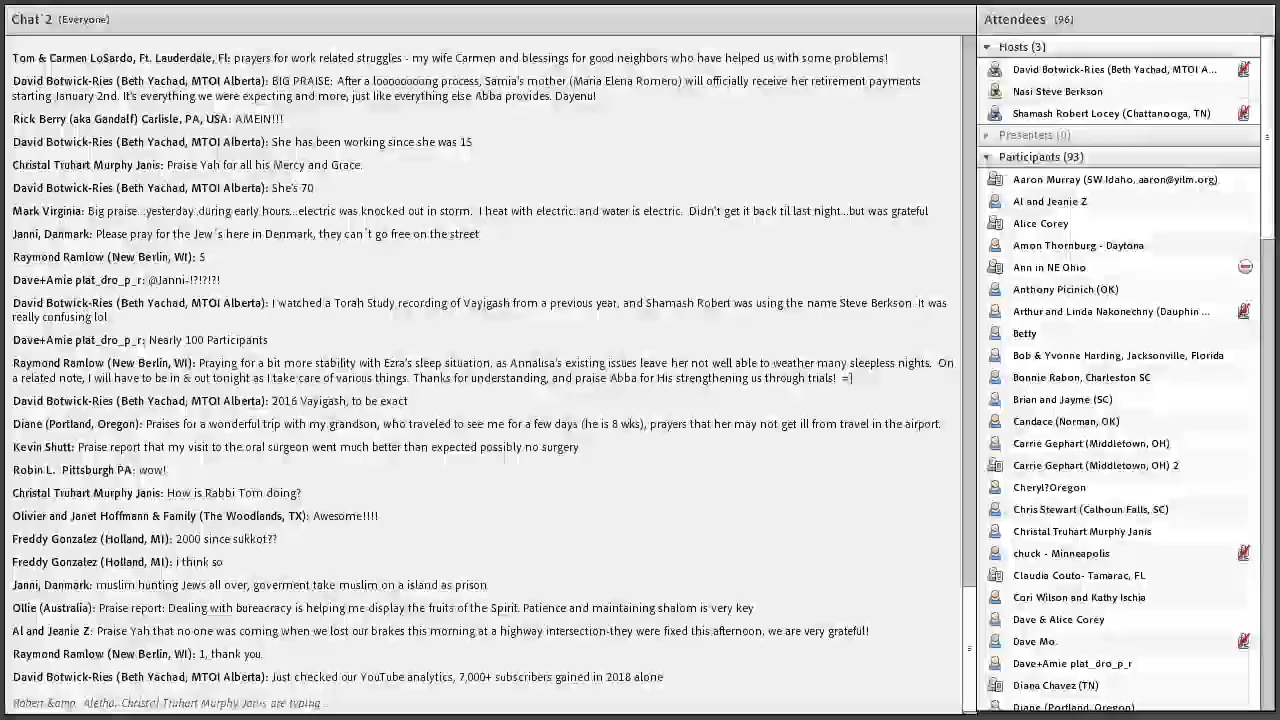 Chat 2 (Everyone)
Tom & Carmen LoSardo, Ft. Lauderdale, Fl: prayers for work related struggles - my wife Carmen and blessings for good neighbors who have helped us with some problems!
David Botwick-Ries (Beth Yachad, MTOI Alberta): BIG PRAISE: After a looooooong process, Samia's mother (Maria Elena Romero) will officially receive her retirement payments
starting January 2nd. It's everything we were expecting and more, just like everything else Abba provides. Dayenu!
Rick Berry (aka Gandalf) Carlisle, PA, USA: AMEIN!!!
David Botwick-Ries (Beth Yachad, MTOI Alberta): She has been working since she was 15
Christal Truhart Murphy Janis: Praise Yah for all his Mercy and Grace.
David Botwick-Ries (Beth Yachad, MTOI Alberta): She's 70
Mark Virginia: Big praise...yesterday during early hours...electric was knocked out in storm. I heat with electric and water is electric. Didn't get it back til last night...but was grateful
Janni, Danmark: Please pray for the Jew´s here in Denmark, they can´t go free on the street
Raymond Ramlow (New Berlin, WI): 5
Dave+Amie plat_dro_p_r: @Janni-!?!?!?!
David Botwick-Ries (Beth Yachad, MTOI Alberta): I watched a Torah Study recording of Vayigash from a previous year, and Shamash Robert was using the name Steve Berkson. It was
really confusing lol
Dave+Amie plat_dro_p_r: Nearly 100 Participants
Raymond Ramlow (New Berlin, WI): Praying for a bit more stability with Ezra's sleep situation, as Annalisa's existing issues leave her not well able to weather many sleepless nights. On
a related note, I will have to be in & out tonight as I take care of various things. Thanks for understanding, and praise Abba for His strengthening us through trials! =]
David Botwick-Ries (Beth Yachad, MTOI Alberta): 2016 Vayigash, to be exact
Diane (Portland, Oregon): Praises for a wonderful trip with my grandson, who traveled to see me for a few days (he is 8 wks), prayers that her may not get ill from travel in the airport.
Kevin Shutt: Praise report that my visit to the oral surgeon went much better than expected possibly no surgery
Robin L. Pittsburgh PA: wow!
Christal Truhart Murphy Janis: How is Rabbi Tom doing?
Olivier and Janet Hoffmann & Family (The Woodlands, TX): Awesome!!!!
Freddy Gonzalez (Holland, MI): 2000 since sukkot??
Freddy Gonzalez (Holland, MI): i think so
Janni, Danmark: muslim hunting Jews all over, goverment take muslim on a island as prison
Ollie (Australia): Praise report: Dealing with bureacracy is helping me display the fruits of the Spirit. Patience and maintaining shalom is very key
Al and Jeanie Z: Praise Yah that no one was coming when we lost our brakes this morning at a highway intersection-they were fixed this afternoon, we are very grateful!
Raymond Ramlow (New Berlin, WI): 1, thank you.
David Botwick-Ries (Beth Yachad, MTOI Alberta): Just checked our YouTube analytics, 7,000+ subscribers gained in 2018 alone
Robert &amp; Aletha, Christal Truhart Murphy Janis are typing...
Attendees (96)
Hosts (3)
David Botwick-Ries (Beth Yachad, MTOI A...
Nasi Steve Berkson
Shamash Robert Locey (Chattanooga, TN)
Presenters (0)
Participants (93)
Aaron Murray (SW Idaho, aaron@yilm.org)
Al and Jeanie Z
Alice Corey
Amon Thornburg - Daytona
Ann in NE Ohio
Anthony Picinich (OK)
Arthur and Linda Nakonechny (Dauphin ...
Betty
Bob & Yvonne Harding, Jacksonville, Florida
Bonnie Rabon, Charleston SC
Brian and Jayme (SC)
Candace (Norman, OK)
Carrie Gephart (Middletown, OH)
Carrie Gephart (Middletown, OH) 2
Cheryl?Oregon
Chris Stewart (Calhoun Falls, SC)
Christal Truhart Murphy Janis
chuck - Minneapolis
Claudia Couto- Tamarac, FL
Cori Wilson and Kathy Ischia
Dave & Alice Corey
Dave Mo.
Dave+Amie plat_dro_p_r
Diana Chavez (TN)
Diane (Portland, Oregon)